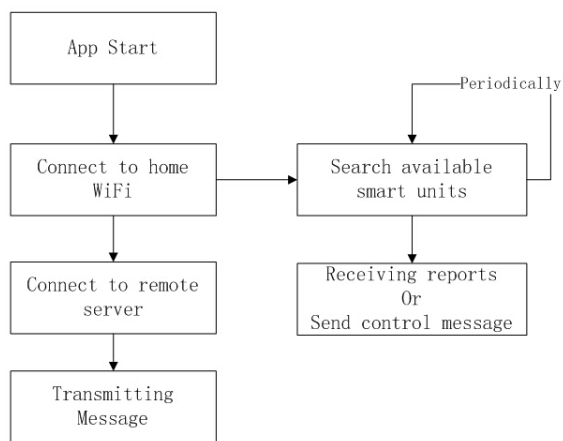 App Start
Periodically
Connect to home
WiFi
Search available
smart units
Connect to remote
server
Receiving reports
Or
Send control message
Transmitting
Message